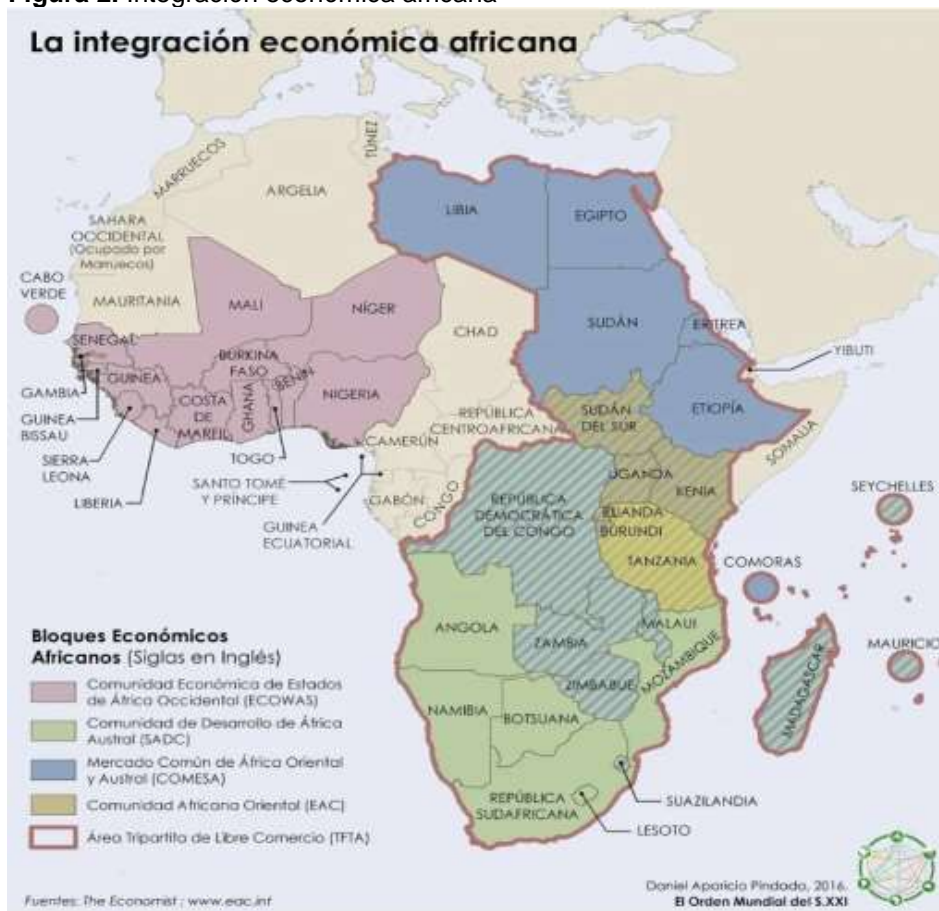 Figura 2. Integración económica africana
La integración económica africana
MARRUECOS
TÚNEZ
ARGELIA
LIBIA
EGIPTO
SAHARA
OCCIDENTAL
(Ocupado por
Marruecos)
CABO
VERDE
MAURITANIA
MALI
NÍGER
CHAD
SUDÁN
ERITREA
YIBUTI
SENEGAL
GAMBIA
GUINEA
BISSAU
GUINEA
SIERRA
LEONA
LIBERIA
COSTA
DE
MARFIL
BURKINA
FASO
GHANA
BENIN
TOGO
NIGERIA
CAMERÚN
REPÚBLICA
CENTROAFRICANA
SUDÁN
DEL SUR
ETIOPÍA
SOMALIA
SANTO TOMÉ
Y PRÍNCIPE
GUINEA
ECUATORIAL
GABÓN
CONGO
REPÚBLICA
DEMOCRÁTICA
DEL CONGO
UGANDA
KENIA
RUANDA
BURUNDI
TANZANIA
SEYCHELLES
COMORAS
MAURICIO
MADAGASCAR
ANGOLA
ZAMBIA
MALAUI
MOZAMBIQUE
ZIMBABUE
NAMIBIA
BOTSUANA
REPÚBLICA
SUDAFRICANA
SUAZILANDIA
LESOTO
Bloques Económicos
Africanos (Siglas en Inglés)
Comunidad Económica de Estados
de África Occidental (ECOWAS)
Comunidad de Desarrollo de África
Austral (SADC)
Mercado Común de África Oriental
y Austral (COMESA)
Comunidad Africana Oriental (EAC)
Área Tripartita de Libre Comercio (TFTA)
Fuentes: The Economist ; www.eac.int
Daniel Aparicio Pindado, 2016.
El Orden Mundial del S.XXI